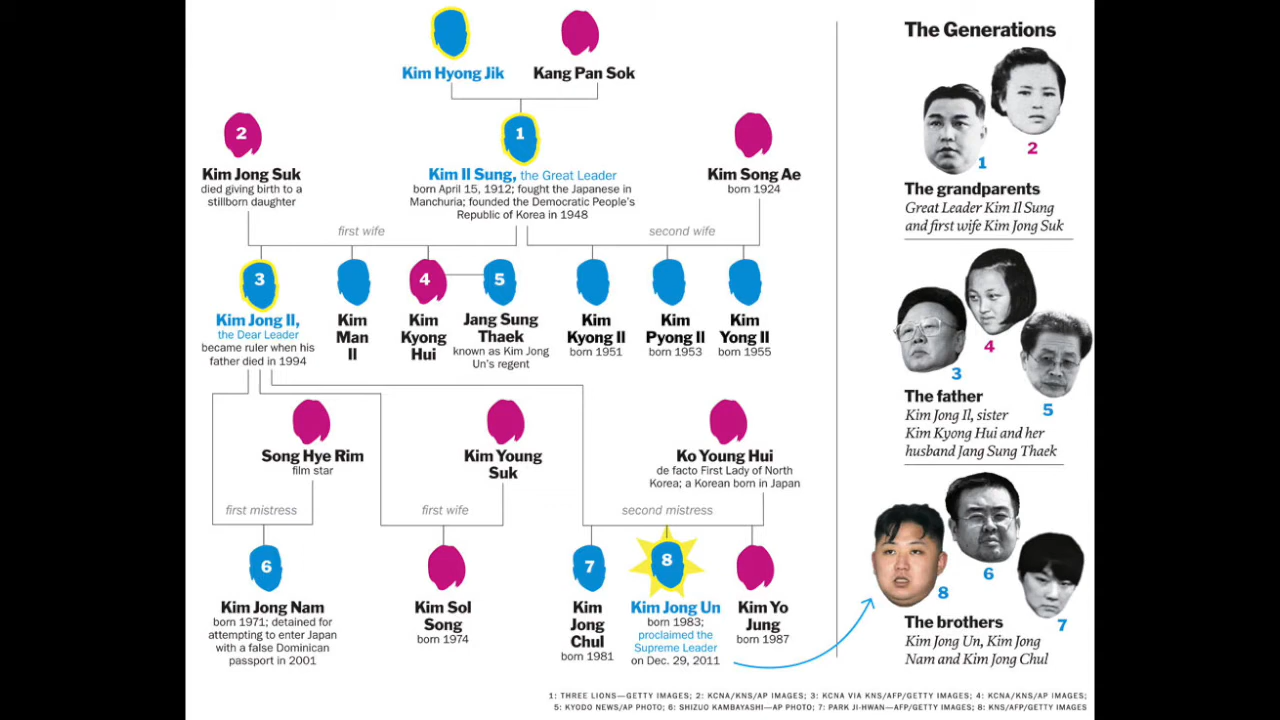 Kim Hyong Jik
Kang Pan Sok
2
1
Kim Jong Suk
died giving birth to a
stillborn daughter
Kim Il Sung, the Great Leader
born April 15, 1912; fought the Japanese in
Manchuria; founded the Democratic People's
Republic of Korea in 1948
Kim Song Ae
born 1924
first wife
second wife
3
4
5
Kim Jong Il,
the Dear Leader
became ruler when his
father died in 1994
Kim
Man
Il
Kim
Kyong
Hui
Jang Sung
Thaek
known as Kim Jong
Un's regent
Kim
Kyong Il
born 1951
Kim
Pyong Il
born 1953
Kim
Yong Il
born 1955
Song Hye Rim
film star
Kim Young
Suk
Ko Young Hui
de facto First Lady of North
Korea; a Korean born in Japan
first mistress
first wife
second mistress
6
7
8
Kim Jong Nam
born 1971; detained for
attempting to enter Japan
with a false Dominican
passport in 2001
Kim Sol
Song
born 1974
Kim
Jong
Chul
born 1981
Kim Jong Un
born 1983;
proclaimed the
Supreme Leader
on Dec. 29, 2011
Kim Yo
Jung
born 1987
The Generations
1
2
The grandparents
Great Leader Kim Il Sung
and first wife Kim Jong Suk
3
4
5
The father
Kim Jong Il, sister
Kim Kyong Hui and her
husband Jang Sung Thaek
8
6
7
The brothers
Kim Jong Un, Kim Jong
Nam and Kim Jong Chul
1: THREE LIONS—GETTY IMAGES; 2: KCNA/KNS/AP IMAGES; 3: KCNA VIA KNS/AFP/GETTY IMAGES; 4: KCNA/KNS/AP IMAGES;
5: KYODO NEWS/AP PHOTO; 6: SHIZUO KAMBAYASHI—AP PHOTO; 7: PARK JI-HWAN—AFP/GETTY IMAGES; 8: KNS/AFP/GETTY IMAGES